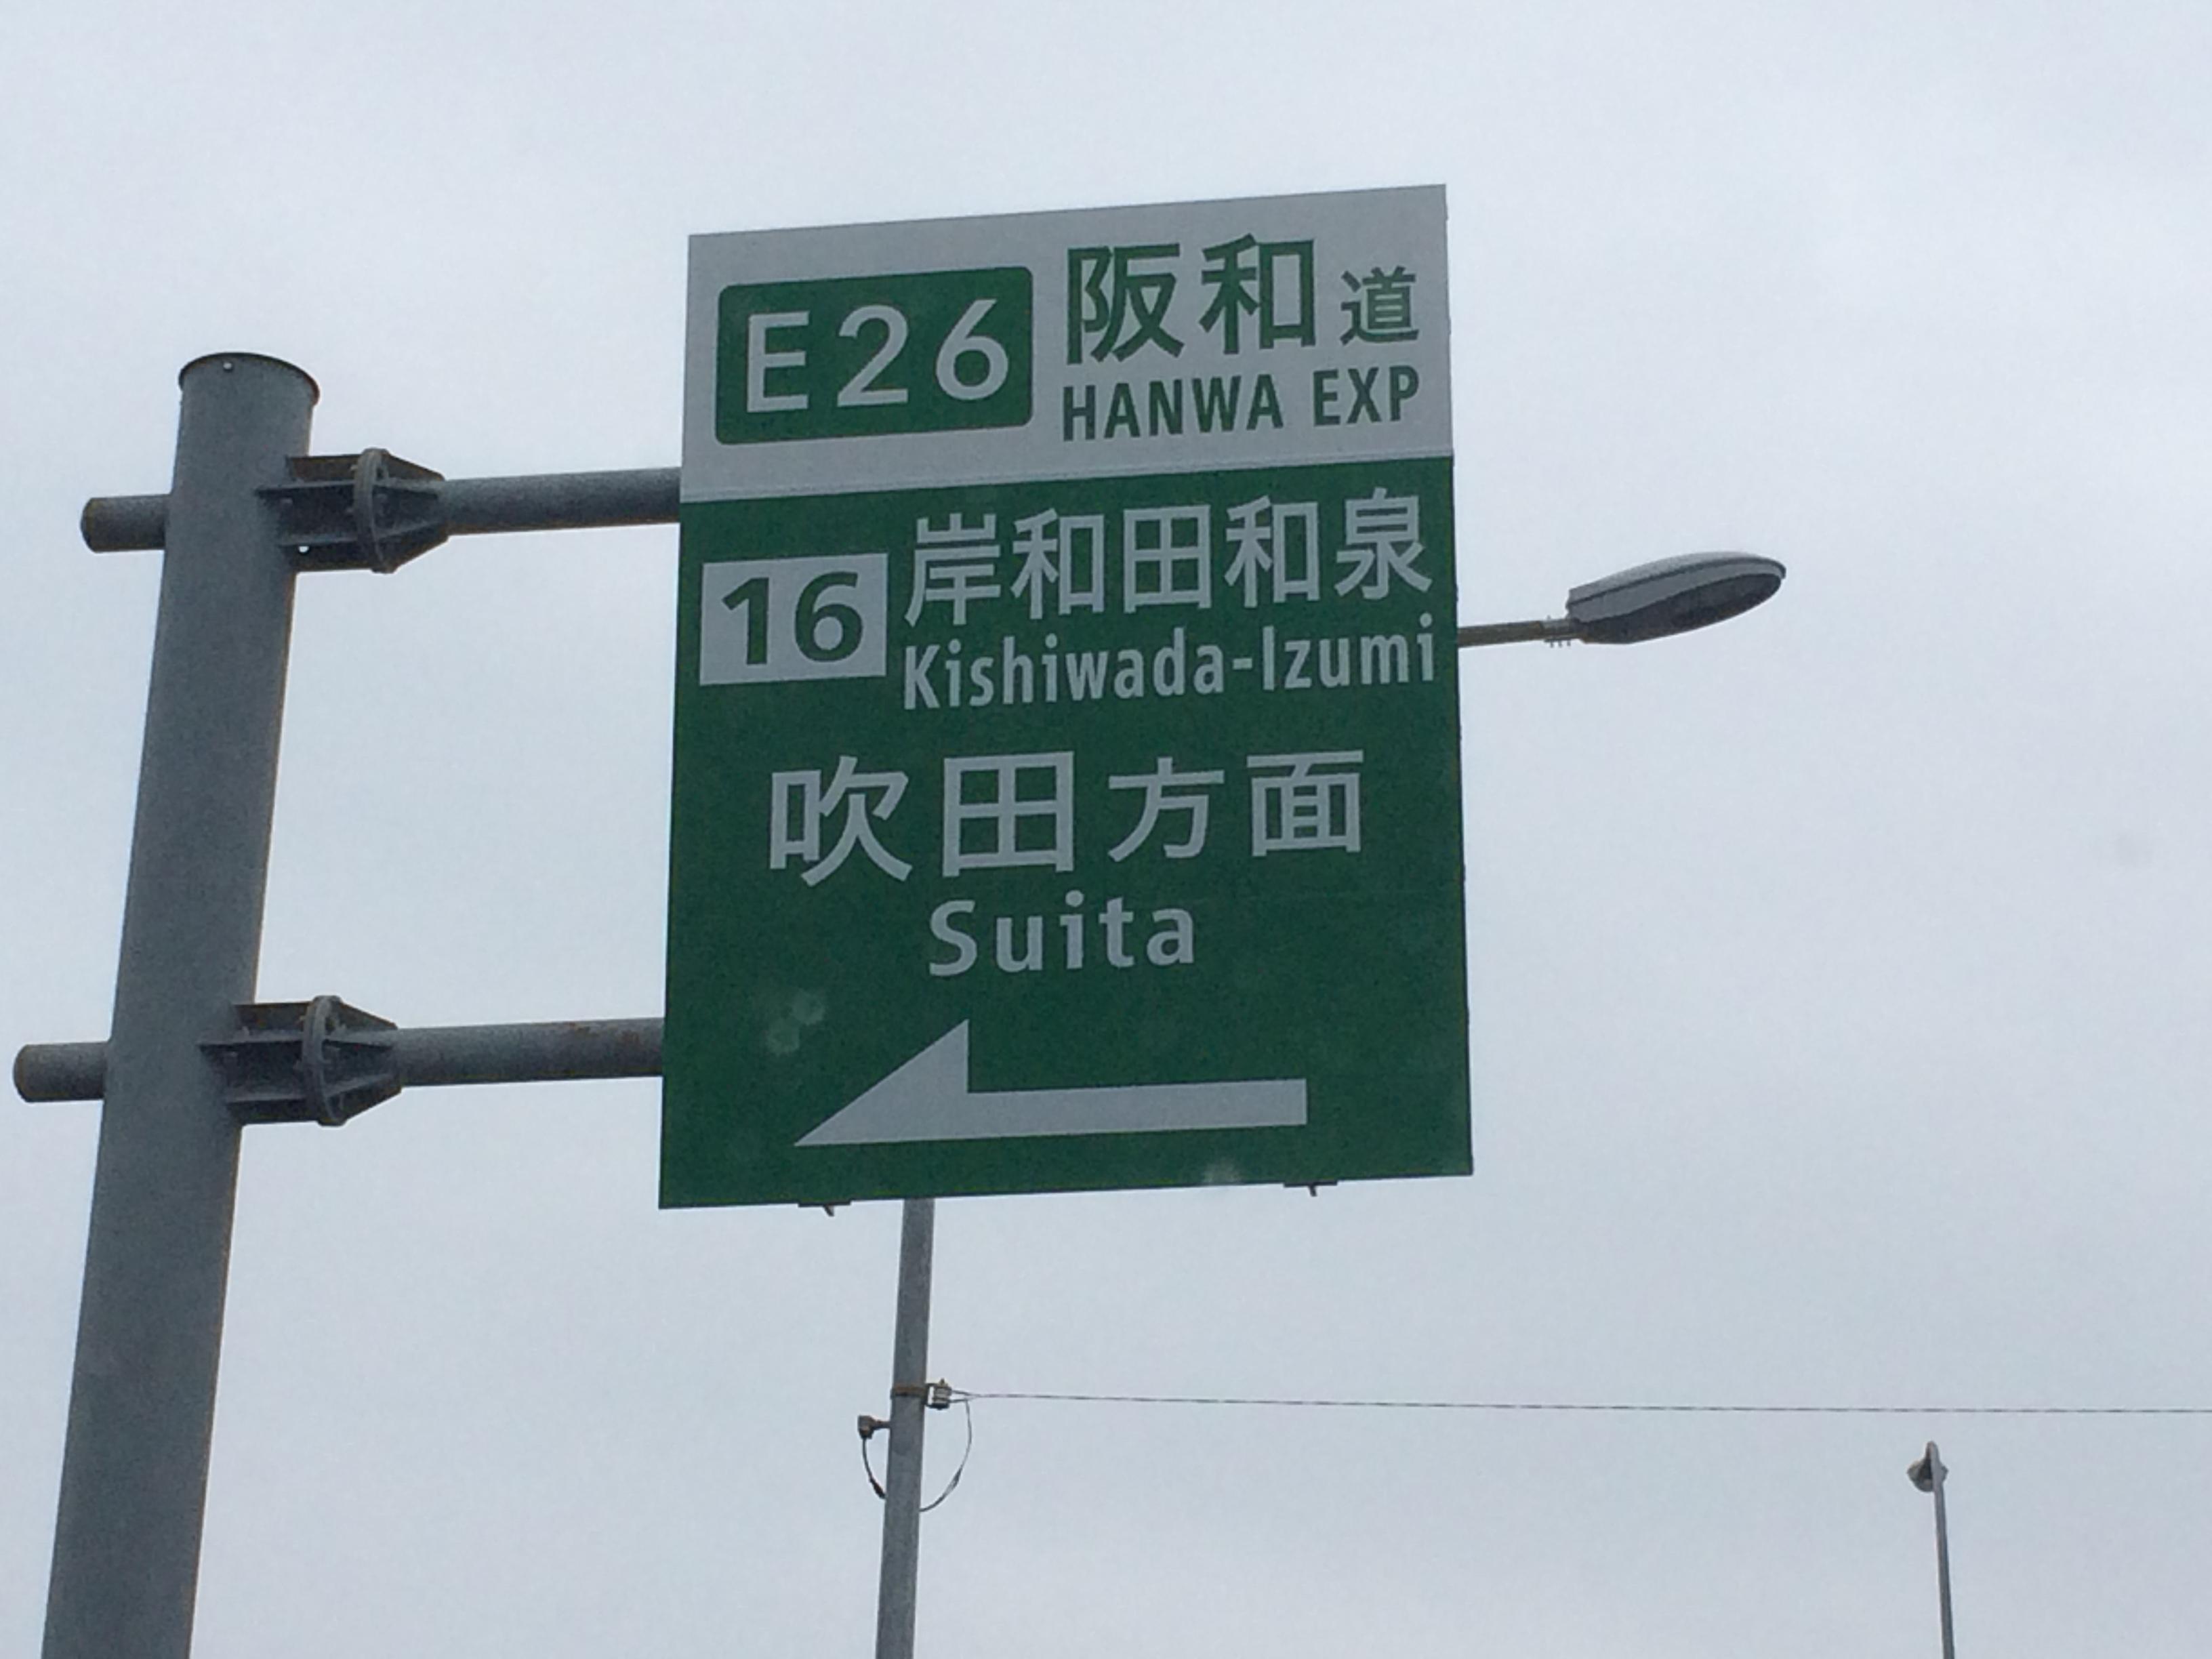 E26 阪和道
HANWA EXP
16 岸和田和泉
Kishiwada-Izumi
吹田方面
Suita